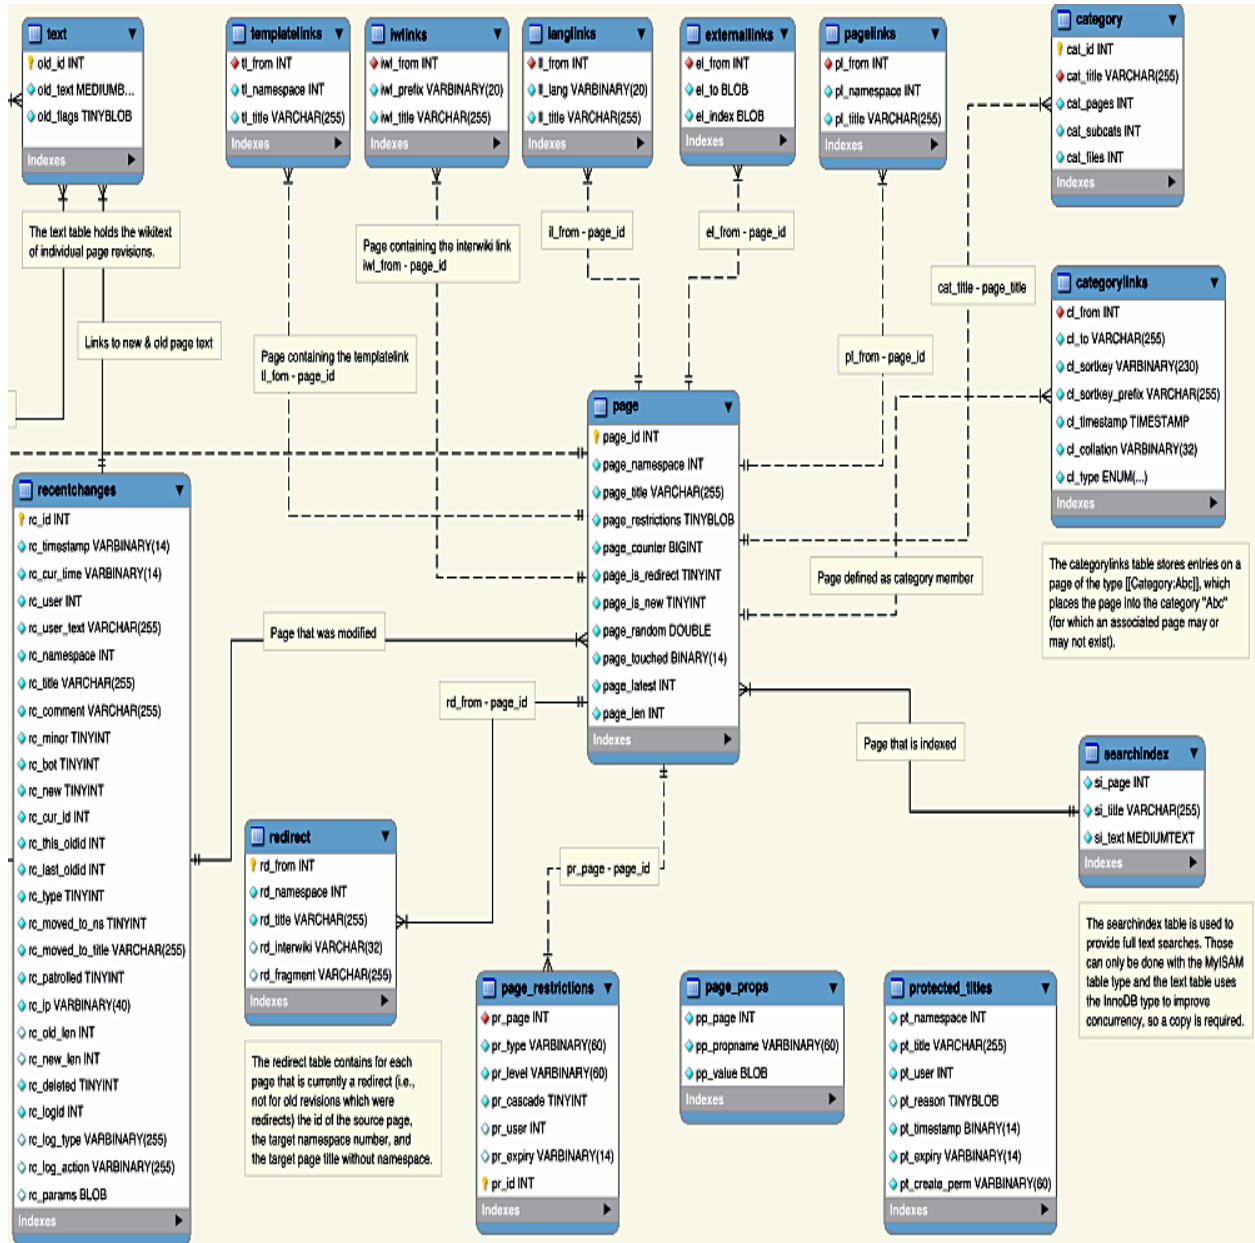 text
old_id INT
old_text MEDIUMB...
old_flags TINYBLOB
Indexes
templatelinks
tl_from INT
tl_namespace INT
tl_title VARCHAR(255)
Indexes
iwlinks
iwl_from INT
iwl_prefix VARBINARY(20)
iwl_title VARCHAR(255)
Indexes
langlinks
ll_from INT
ll_lang VARBINARY(20)
ll_title VARCHAR(255)
Indexes
externallinks
el_from INT
el_to BLOB
el_index BLOB
Indexes
pagelinks
pl_from INT
pl_namespace INT
pl_title VARCHAR(255)
Indexes
category
cat_id INT
cat_title VARCHAR(255)
cat_pages INT
cat_subcats INT
cat_files INT
Indexes
The text table holds the wikitext
of individual page revisions.
Page containing the interwiki link
iwl_from - page_id
il_from - page_id
el_from - page_id
cat_title - page_title
Links to new & old page text
Page containing the templatelink
tl_fom - page_id
pl_from - page_id
categorylinks
cl_from INT
cl_to VARCHAR(255)
cl_sortkey VARBINARY(230)
cl_sortkey_prefix VARCHAR(255)
cl_timestamp TIMESTAMP
cl_collation VARBINARY(32)
cl_type ENUM(...)
Indexes
The categorylinks table stores entries on a
page of the type [[Category:Abc]], which
places the page into the category "Abc"
(for which an associated page may or
may not exist).
page
page_id INT
page_namespace INT
page_title VARCHAR(255)
page_restrictions TINYBLOB
page_counter BIGINT
page_is_redirect TINYINT
page_is_new TINYINT
page_random DOUBLE
page_touched BINARY(14)
page_latest INT
page_len INT
Indexes
Page defined as category member
recentchanges
rc_id INT
rc_timestamp VARBINARY(14)
rc_cur_time VARBINARY(14)
rc_user INT
rc_user_text VARCHAR(255)
rc_namespace INT
rc_title VARCHAR(255)
rc_comment VARCHAR(255)
rc_minor TINYINT
rc_bot TINYINT
rc_new TINYINT
rc_cur_id INT
rc_this_oldid INT
rc_last_oldid INT
rc_type TINYINT
rc_moved_to_ns TINYINT
rc_moved_to_title VARCHAR(255)
rc_patrolled TINYINT
rc_ip VARBINARY(40)
rc_old_len INT
rc_new_len INT
rc_deleted TINYINT
rc_logid INT
rc_log_type VARBINARY(255)
rc_log_action VARBINARY(255)
rc_params BLOB
Indexes
Page that was modified
rd_from - page_id
Page that is indexed
searchindex
si_page INT
si_title VARCHAR(255)
si_text MEDIUMTEXT
Indexes
The searchindex table is used to
provide full text searches. Those
can only be done with the MyISAM
table type and the text table uses
the InnoDB type to improve
concurrency, so a copy is required.
redirect
rd_from INT
rd_namespace INT
rd_title VARCHAR(255)
rd_interwiki VARCHAR(32)
rd_fragment VARCHAR(255)
Indexes
The redirect table contains for each
page that is currently a redirect (i.e.,
not for old revisions which were
redirects) the id of the source page,
the target namespace number, and
the target page title without namespace.
pr_page - page_id
page_restrictions
pr_page INT
pr_type VARBINARY(60)
pr_level VARBINARY(60)
pr_cascade TINYINT
pr_user INT
pr_expiry VARBINARY(14)
pr_id INT
Indexes
page_props
pp_page INT
pp_propname VARBINARY(60)
pp_value BLOB
Indexes
protected_titles
pt_namespace INT
pt_title VARCHAR(255)
pt_user INT
pt_reason TINYBLOB
pt_timestamp BINARY(14)
pt_expiry VARBINARY(14)
pt_create_perm VARBINARY(60)
Indexes